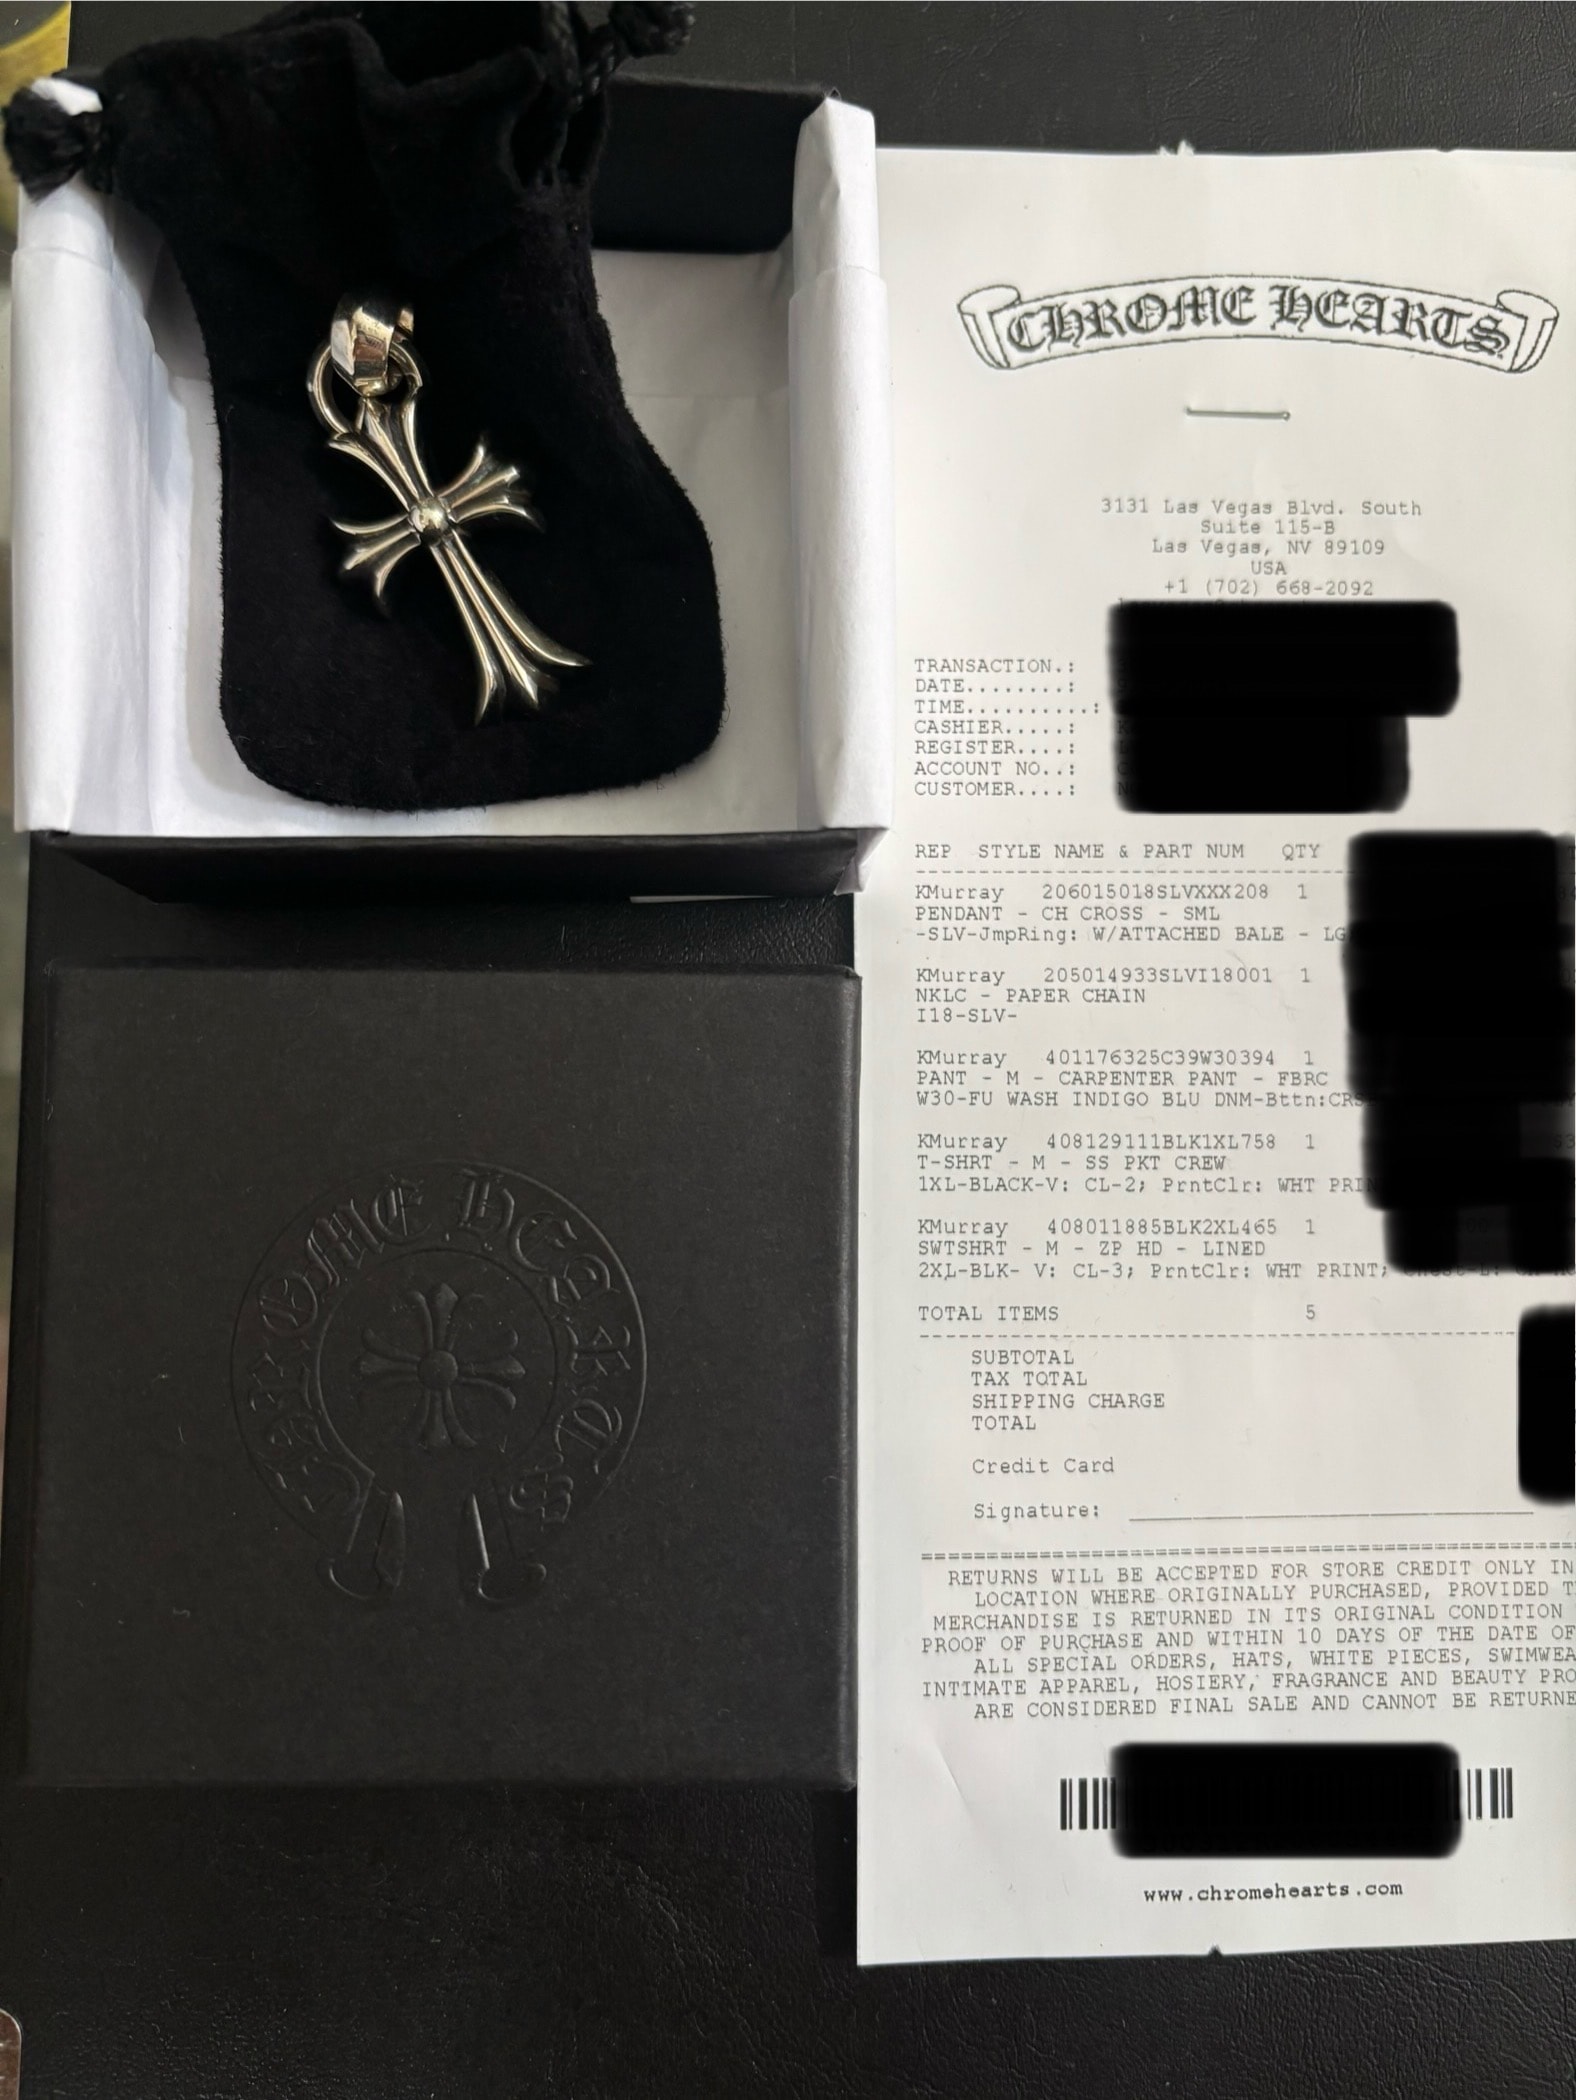 CHROME HEARTS
3131 Las Vegas Blvd. South
Suite 115-B
Las Vegas, NV 89109
USA
+1 (702) 668-2092
TRANSACTION.:
DATE........:
TIME..........:
CASHIER.....:
REGISTER....:
ACCOUNT NO..:
CUSTOMER....:
REP STYLE NAME & PART NUM QTY
KMurray 206015018SLVXXX208 1
PENDANT - CH CROSS - SML
-SLV-JmpRing: W/ATTACHED BALE - LG
KMurray 205014933SLVI18001 1
NKLC - PAPER CHAIN
I18-SLV-
KMurray 401176325C39W30394 1
PANT - M - CARPENTER PANT - FBRC
W30-FU WASH INDIGO BLU DNM-Bttn:CRS
KMurray 408129111BLK1XL758 1
T-SHRT - M - SS PKT CREW
1XL-BLACK-V: CL-2; PrntClr: WHT PRIN
KMurray 408011885BLK2XL465 1
SWTSHRT - M - ZP HD - LINED
2XL-BLK- V: CL-3; PrntClr: WHT PRINT;
TOTAL ITEMS 5
SUBTOTAL
TAX TOTAL
SHIPPING CHARGE
TOTAL
Credit Card
Signature:
RETURNS WILL BE ACCEPTED FOR STORE CREDIT ONLY IN
LOCATION WHERE ORIGINALLY PURCHASED, PROVIDED
MERCHANDISE IS RETURNED IN ITS ORIGINAL CONDITION
PROOF OF PURCHASE AND WITHIN 10 DAYS OF THE DATE OF
ALL SPECIAL ORDERS, HATS, WHITE PIECES, SWIMWEA
INTIMATE APPAREL, HOSIERY, FRAGRANCE AND BEAUTY PRO
ARE CONSIDERED FINAL SALE AND CANNOT BE RETURNE
www.chromehearts.com
CHROME HEARTS